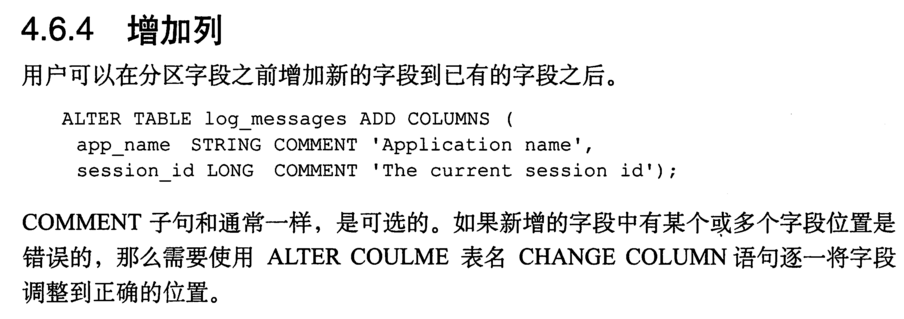 4.6.4 增加列
用户可以在分区字段之前增加新的字段到已有的字段之后。
ALTER TABLE log_messages ADD COLUMNS (
app_name STRING COMMENT 'Application name',
session_id LONG COMMENT 'The current session id');
COMMENT 子句和通常一样，是可选的。如果新增的字段中有某个或多个字段位置是
错误的，那么需要使用 ALTER COULME 表名 CHANGE COLUMN 语句逐一将字段
调整到正确的位置。